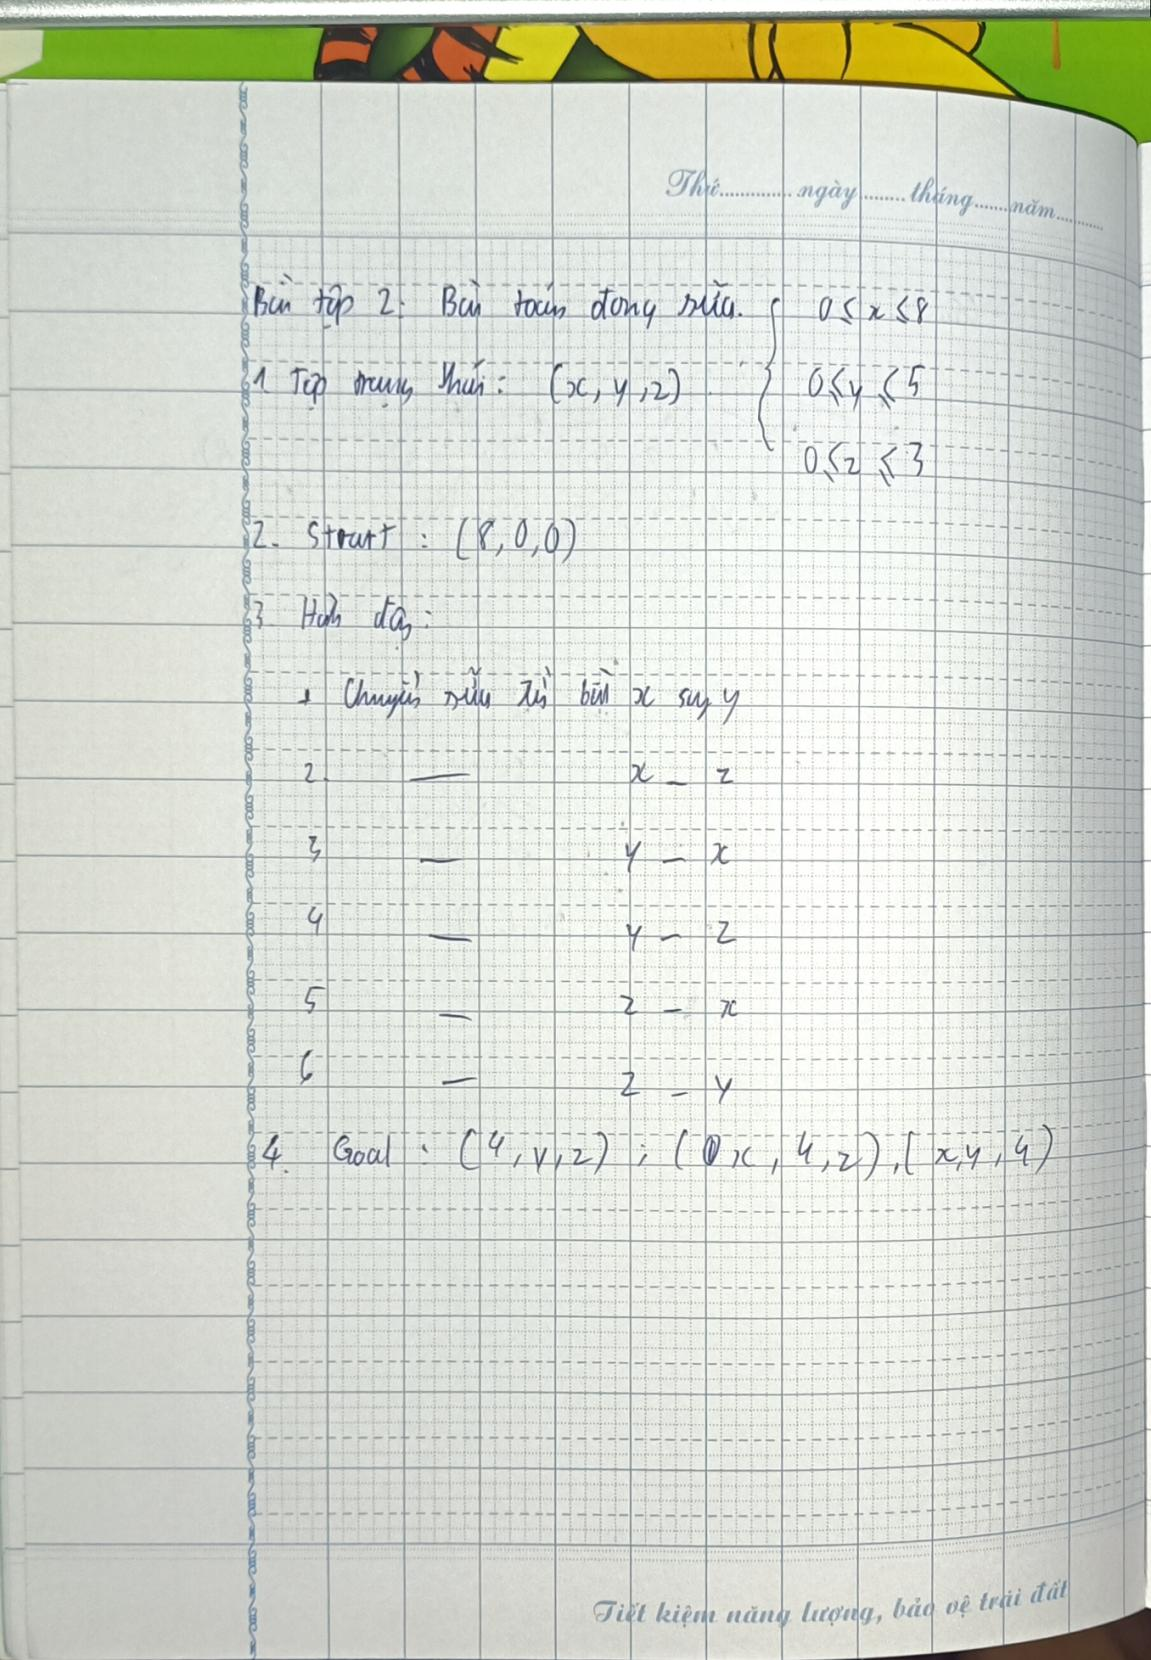 Thứ............. ngày ........ tháng ...... năm ..........
Bài tập 2: Bài toán đong sữa. { 0 ≤ x ≤ 8
1. Tập trạng thái: (x, y, z) 0 ≤ y ≤ 5
0 ≤ z ≤ 3
2. Start : (8, 0, 0)
3. Hành động:
1 Chuyển sữa từ bình x sang y
2. — x – z
3 — y – x
4 — y – z
5 — z – x
6 — z – y
4. Goal : (4, y, z) ; (x, 4, z), (x, y, 4)
Tiết kiệm năng lượng, bảo vệ trái đất